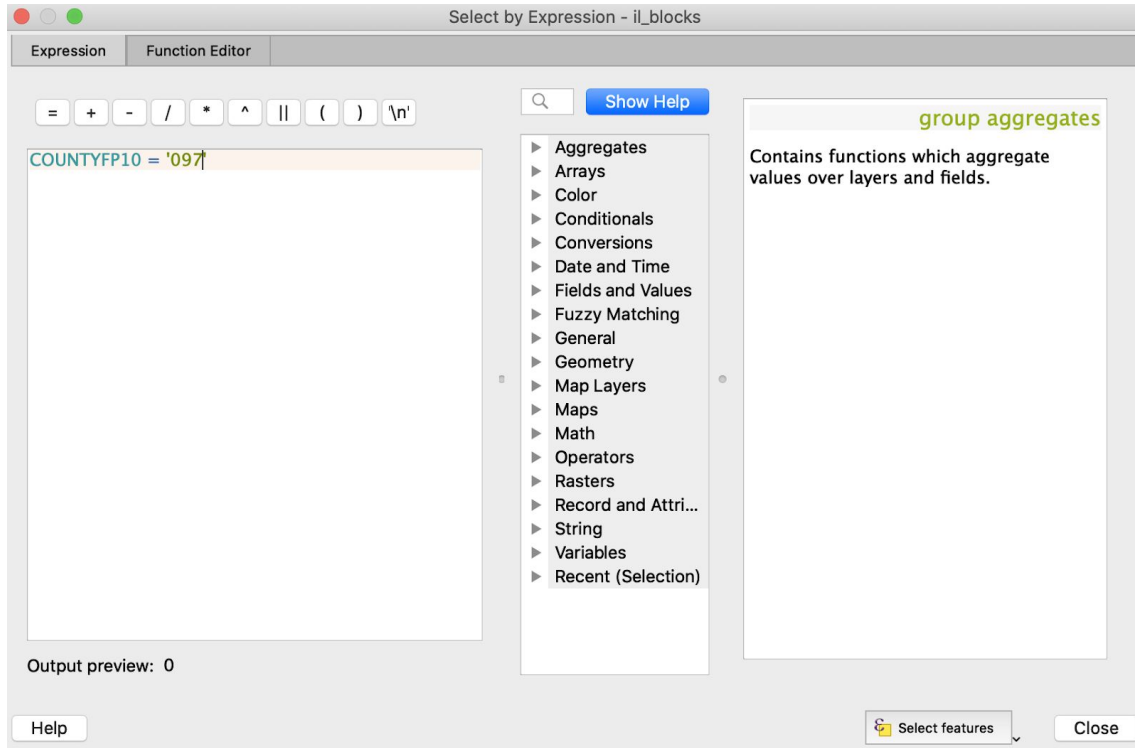 Select by Expression - il_blocks
Expression
Function Editor
= + - / * ^ || ( ) '\n'
COUNTYFP10 = '097'
Show Help
Aggregates
Arrays
Color
Conditionals
Conversions
Date and Time
Fields and Values
Fuzzy Matching
General
Geometry
Map Layers
Maps
Math
Operators
Rasters
Record and Attri...
String
Variables
Recent (Selection)
group aggregates
Contains functions which aggregate
values over layers and fields.
Output preview: 0
Help
Select features
Close